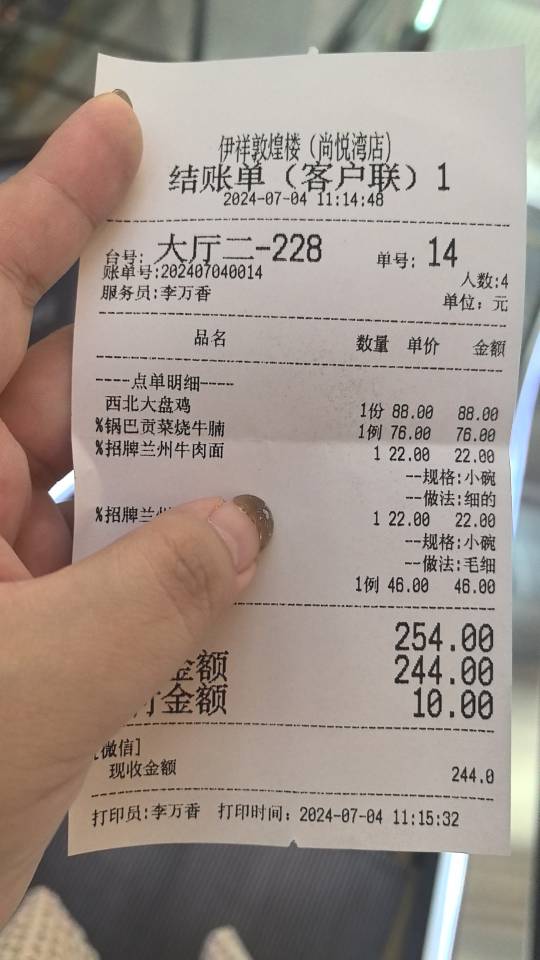 伊祥敦煌楼（尚悦湾店）
结账单（客户联）1
2024-07-04 11:14:48
台号: 大厅二-228 单号: 14
账单号:202407040014 人数:4
服务员:李万香 单位: 元
品名 数量 单价 金额
-----点单明细-----
西北大盘鸡 1份 88.00 88.00
%锅巴贡菜烧牛腩 1例 76.00 76.00
%招牌兰州牛肉面 1 22.00 22.00
--规格:小碗
--做法:细的
%招牌兰 1 22.00 22.00
--规格:小碗
--做法:毛细
1例 46.00 46.00
254.00
金额 244.00
金额 10.00
微信]
现收金额 244.0
打印员:李万香 打印时间: 2024-07-04 11:15:32